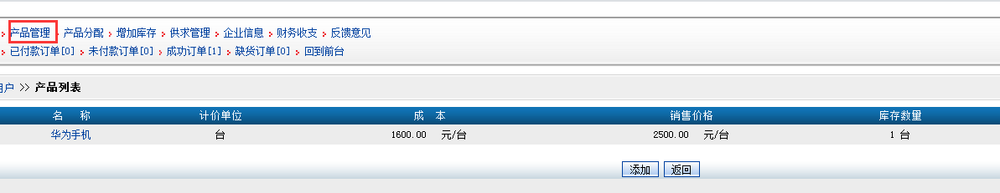 产品管理 产品分配 增加库存 供求管理 企业信息 财务收支 反馈意见
已付款订单[0] 未付款订单[0] 成功订单[1] 缺货订单[0] 回到前台
用户 >> 产品列表
名 称 计价单位 成 本 销售价格 库存数量
华为手机 台 1600.00 元/台 2500.00 元/台 1 台
添加 返回